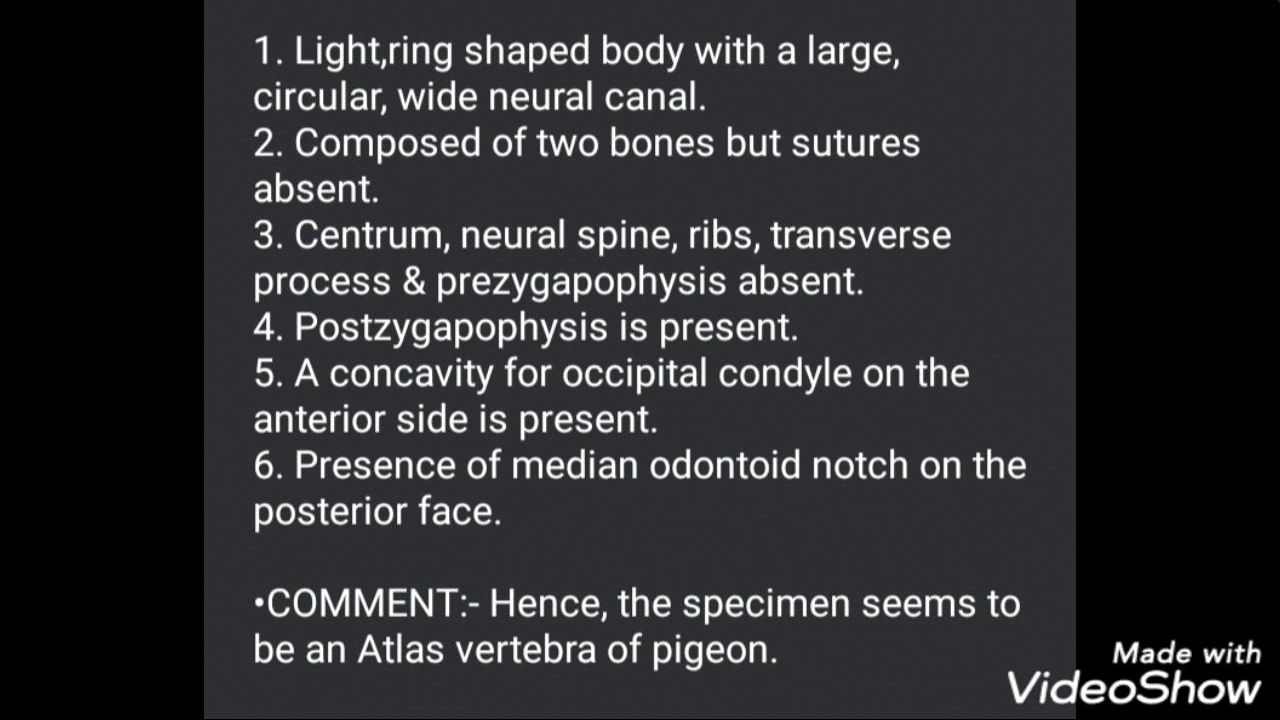 1. Light,ring shaped body with a large,
circular, wide neural canal.
2. Composed of two bones but sutures
absent.
3. Centrum, neural spine, ribs, transverse
process & prezygapophysis absent.
4. Postzygapophysis is present.
5. A concavity for occipital condyle on the
anterior side is present.
6. Presence of median odontoid notch on the
posterior face.
•COMMENT:- Hence, the specimen seems to
be an Atlas vertebra of pigeon.
Made with
VideoShow